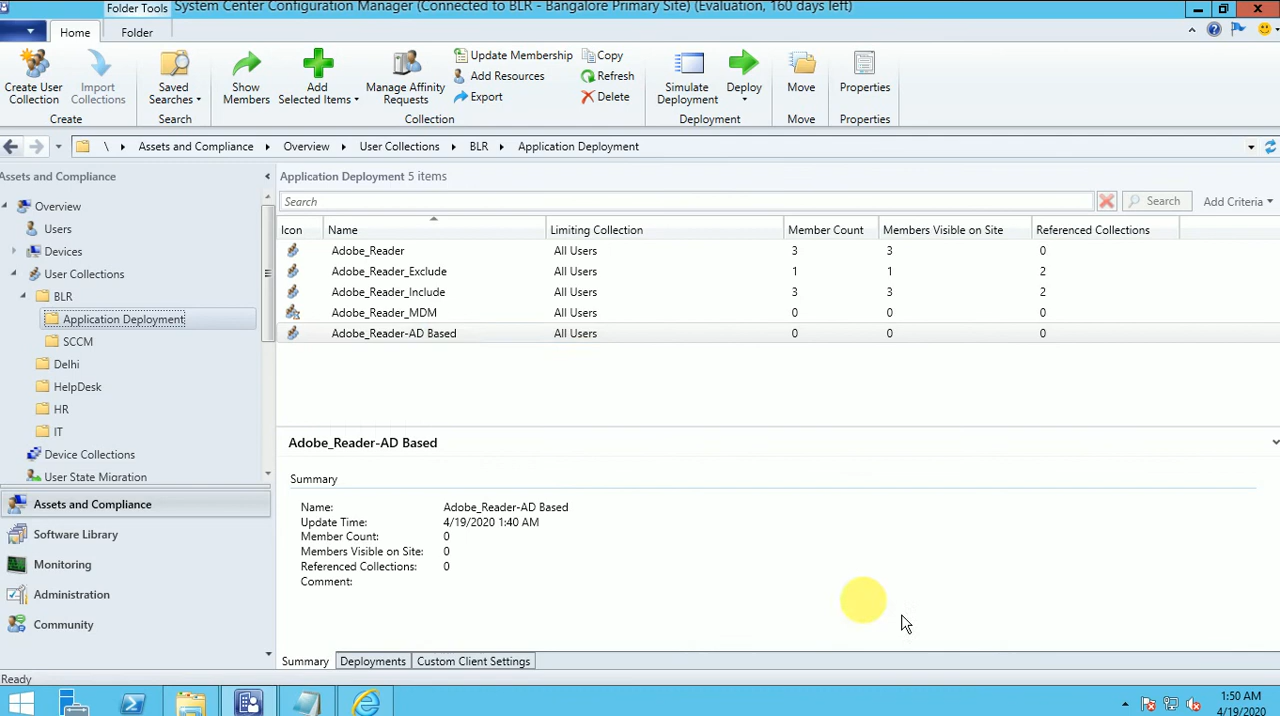 Folder Tools System Center Configuration Manager (Connected to BLR - Bangalore Primary Site) (Evaluation, 160 days left)
Home Folder
Create User Collection
Import Collections
Saved Searches
Show Members
Add Selected Items
Manage Affinity Requests
Update Membership
Add Resources
Export
Copy
Refresh
Delete
Simulate Deployment
Deploy
Move
Properties
Create Search Collection Deployment Move Properties
\ Assets and Compliance Overview User Collections BLR Application Deployment
Assets and Compliance
Overview
Users
Devices
User Collections
BLR
Application Deployment
SCCM
Delhi
HelpDesk
HR
IT
Device Collections
User State Migration
Assets and Compliance
Software Library
Monitoring
Administration
Community
Application Deployment 5 items
Search Search Add Criteria
Icon Name Limiting Collection Member Count Members Visible on Site Referenced Collections
Adobe_Reader All Users 3 3 0
Adobe_Reader_Exclude All Users 1 1 2
Adobe_Reader_Include All Users 3 3 2
Adobe_Reader_MDM All Users 0 0 0
Adobe_Reader-AD Based All Users 0 0 0
Adobe_Reader-AD Based
Summary
Name: Adobe_Reader-AD Based
Update Time: 4/19/2020 1:40 AM
Member Count: 0
Members Visible on Site: 0
Referenced Collections: 0
Comment:
Summary Deployments Custom Client Settings
Ready
1:50 AM
4/19/2020